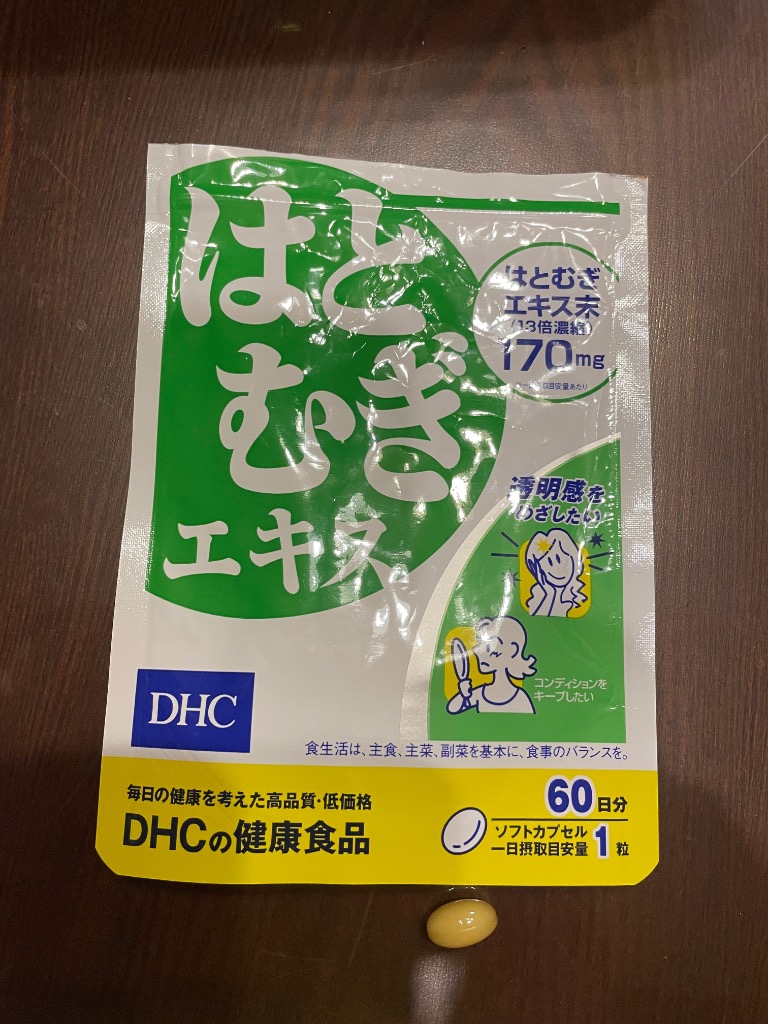 はと
むぎ
エキス
はとむぎ
エキス末
(13倍濃縮)
170mg
透明感を
めざしたい
コンディションを
キープしたい
DHC
食生活は、主食、主菜、副菜を基本に、食事のバランスを。
毎日の健康を考えた高品質・低価格
DHCの健康食品
60日分
ソフトカプセル
一日摂取目安量 1粒